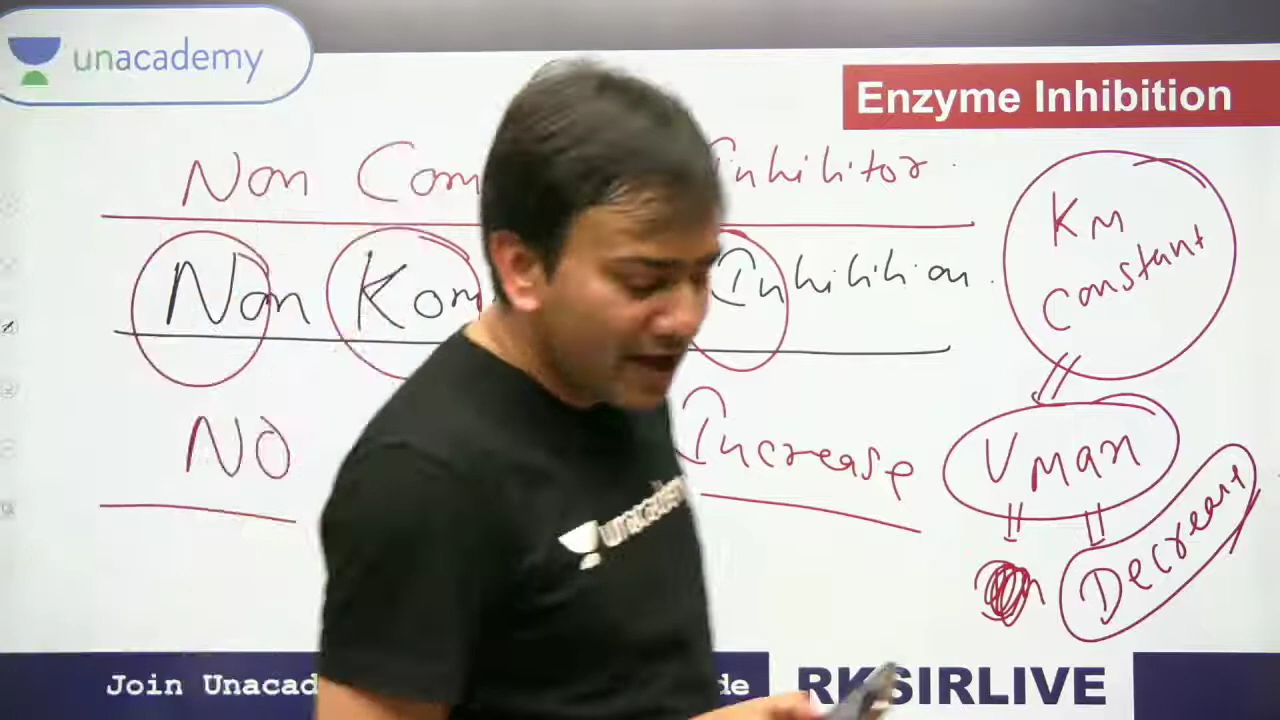 unacademy
Enzyme Inhibition
Non Com Inhibitor.
Non Kom Inhibition.
KM
constant
NO Increase
Vmax
Decrease
unacademy
Join Unacad de RKSIRLIVE